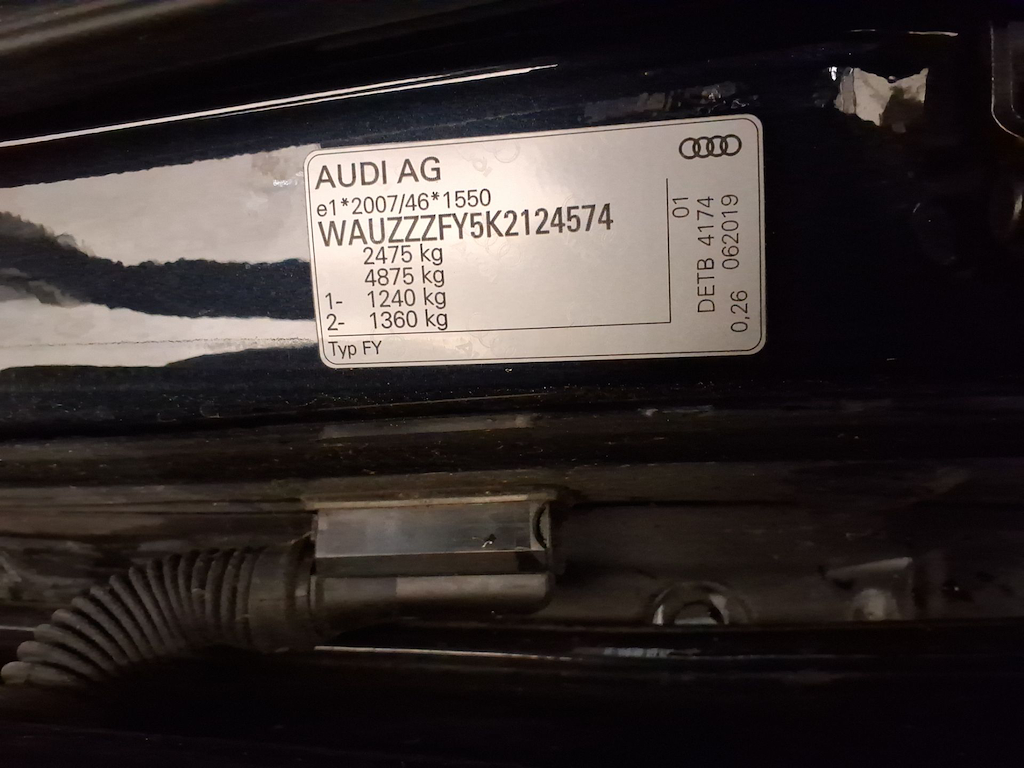 AUDI AG
e1*2007/46*1550
WAUZZZFY5K2124574
2475 kg
4875 kg
1- 1240 kg
2- 1360 kg
Typ FY
01
DETB 4174
0,26 062019